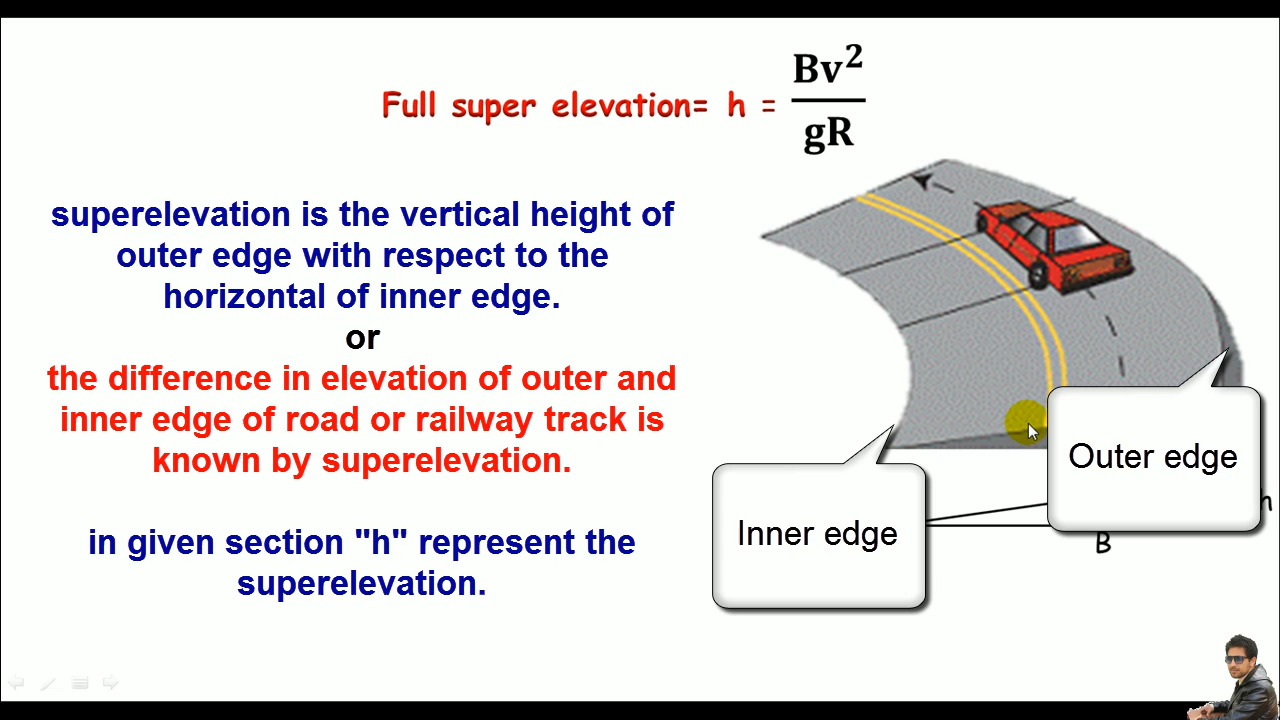 Full super elevation= h = Bv²/gR
superelevation is the vertical height of
outer edge with respect to the
horizontal of inner edge.
or
the difference in elevation of outer and
inner edge of road or railway track is
known by superelevation.
in given section "h" represent the
superelevation.
Outer edge
Inner edge
h
B